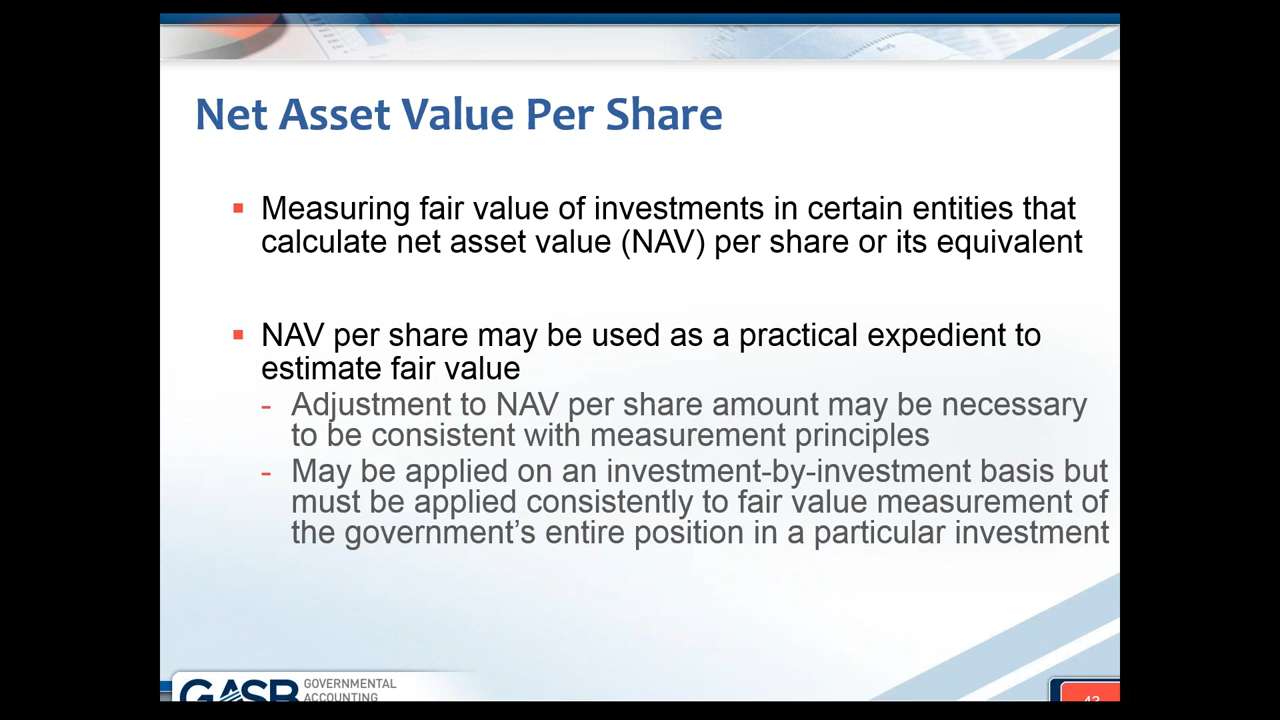 Net Asset Value Per Share
Measuring fair value of investments in certain entities that
calculate net asset value (NAV) per share or its equivalent
NAV per share may be used as a practical expedient to
estimate fair value
- Adjustment to NAV per share amount may be necessary
to be consistent with measurement principles
- May be applied on an investment-by-investment basis but
must be applied consistently to fair value measurement of
the government’s entire position in a particular investment
GASB GOVERNMENTAL
ACCOUNTING